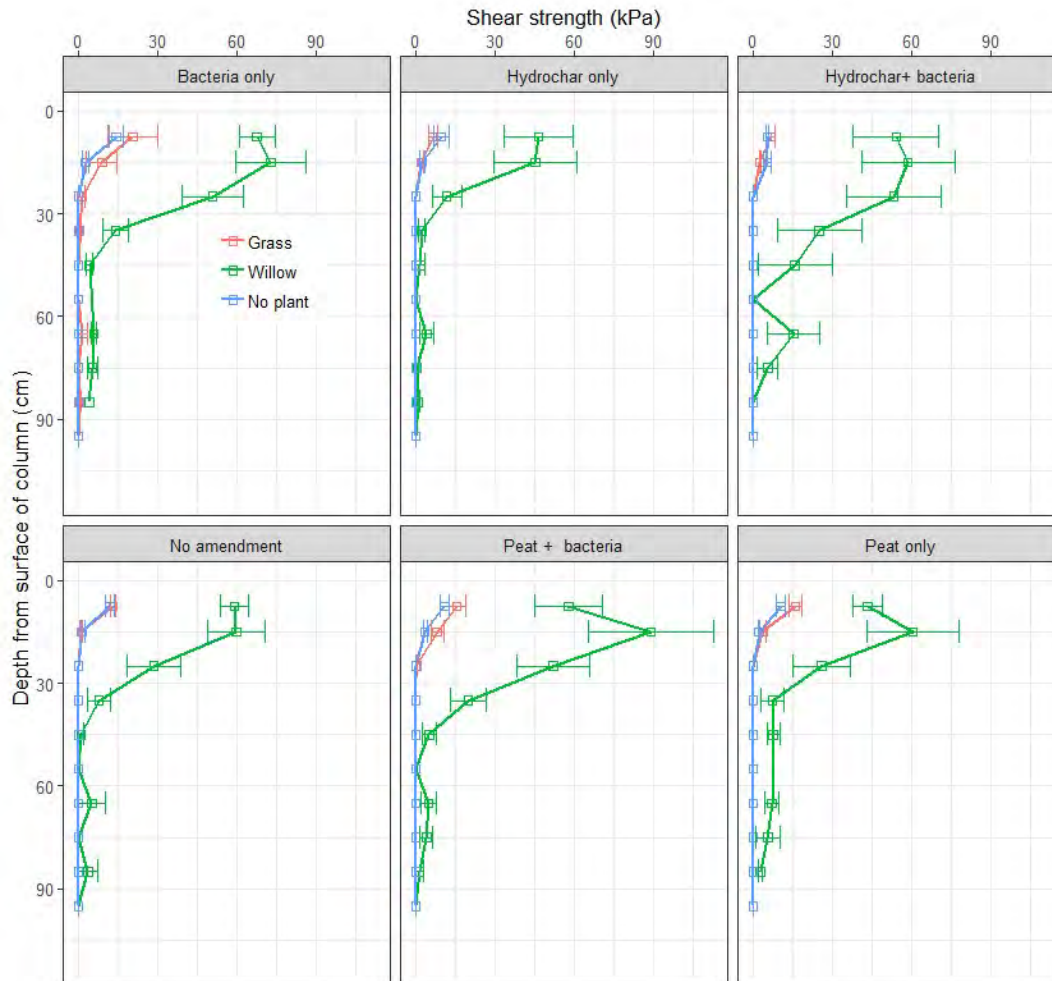 Shear strength (kPa)
0 30 60 90 0 30 60 90 0 30 60 90
Bacteria only Hydrochar only Hydrochar+ bacteria
0
30
60
90
Grass
Willow
No plant
Depth from surface of column (cm)
No amendment Peat + bacteria Peat only
0
30
60
90